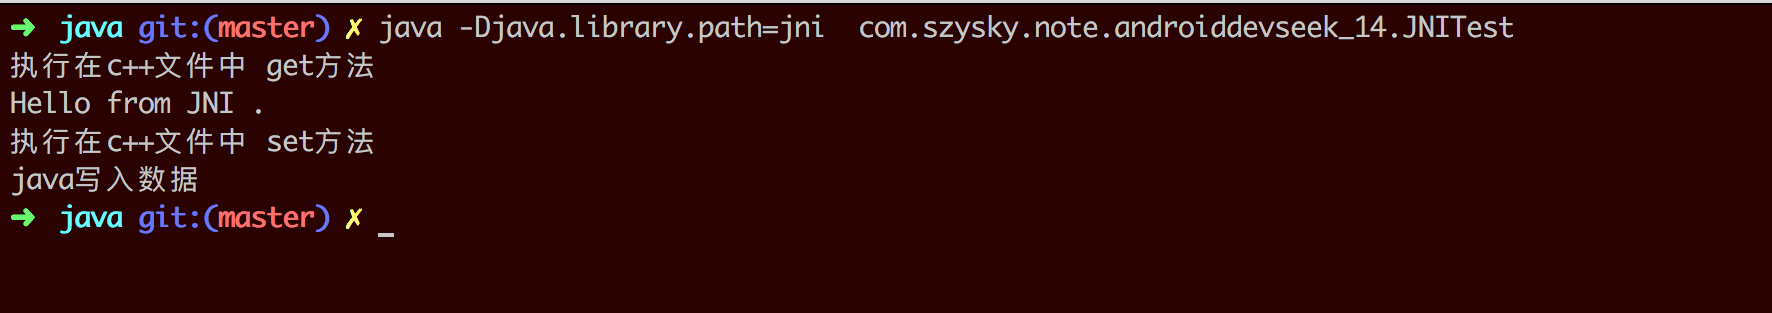 ➜  java git:(master) ✗ java -Djava.library.path=jni  com.szysky.note.androiddevseek_14.JNITest
执行在c++文件中 get方法
Hello from JNI .
执行在c++文件中 set方法
java写入数据
➜  java git:(master) ✗ _